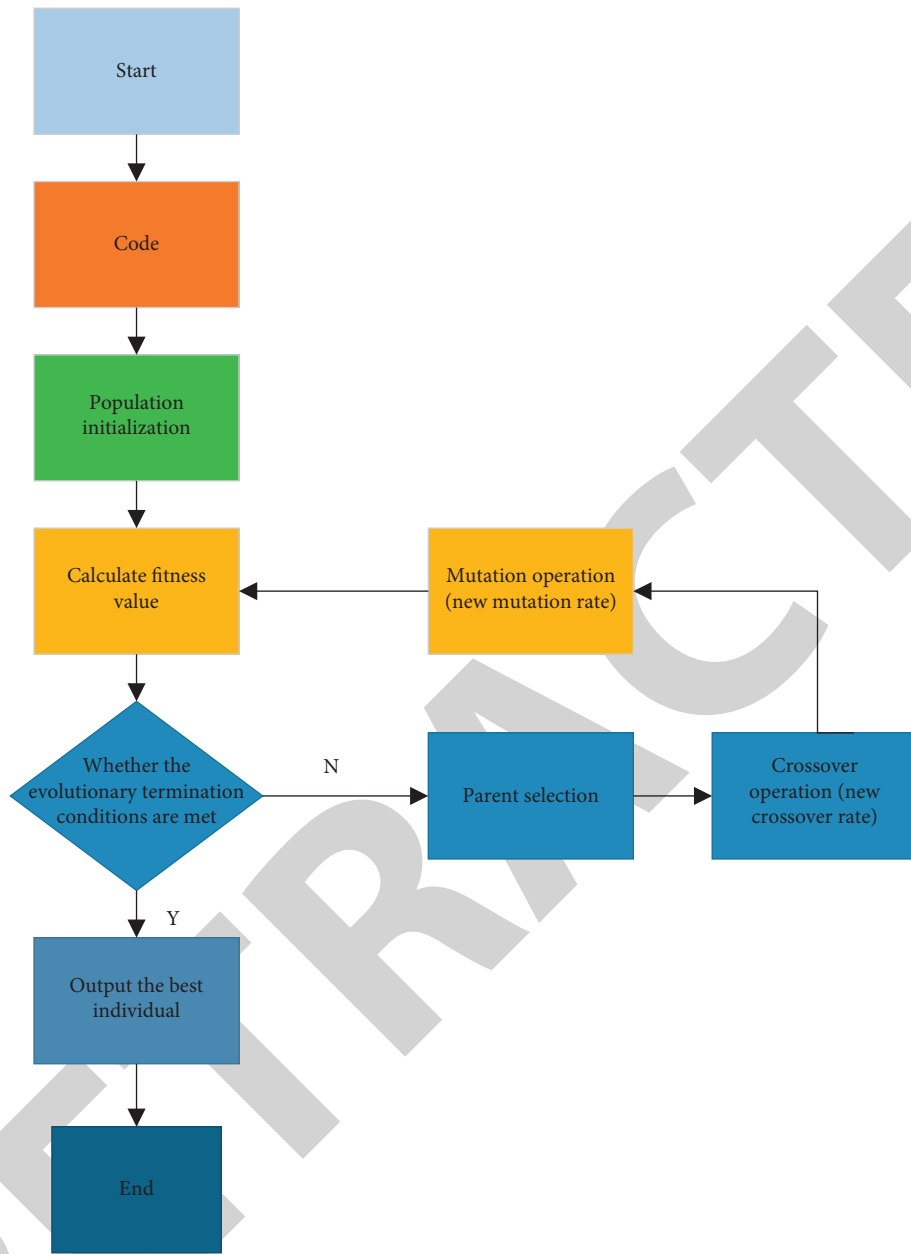 Start
Code
Population
initialization
Calculate fitness
value
Mutation operation
(new mutation rate)
Whether the
evolutionary termination
conditions are met
N
Parent selection
Crossover
operation (new
crossover rate)
Y
Output the best
individual
End